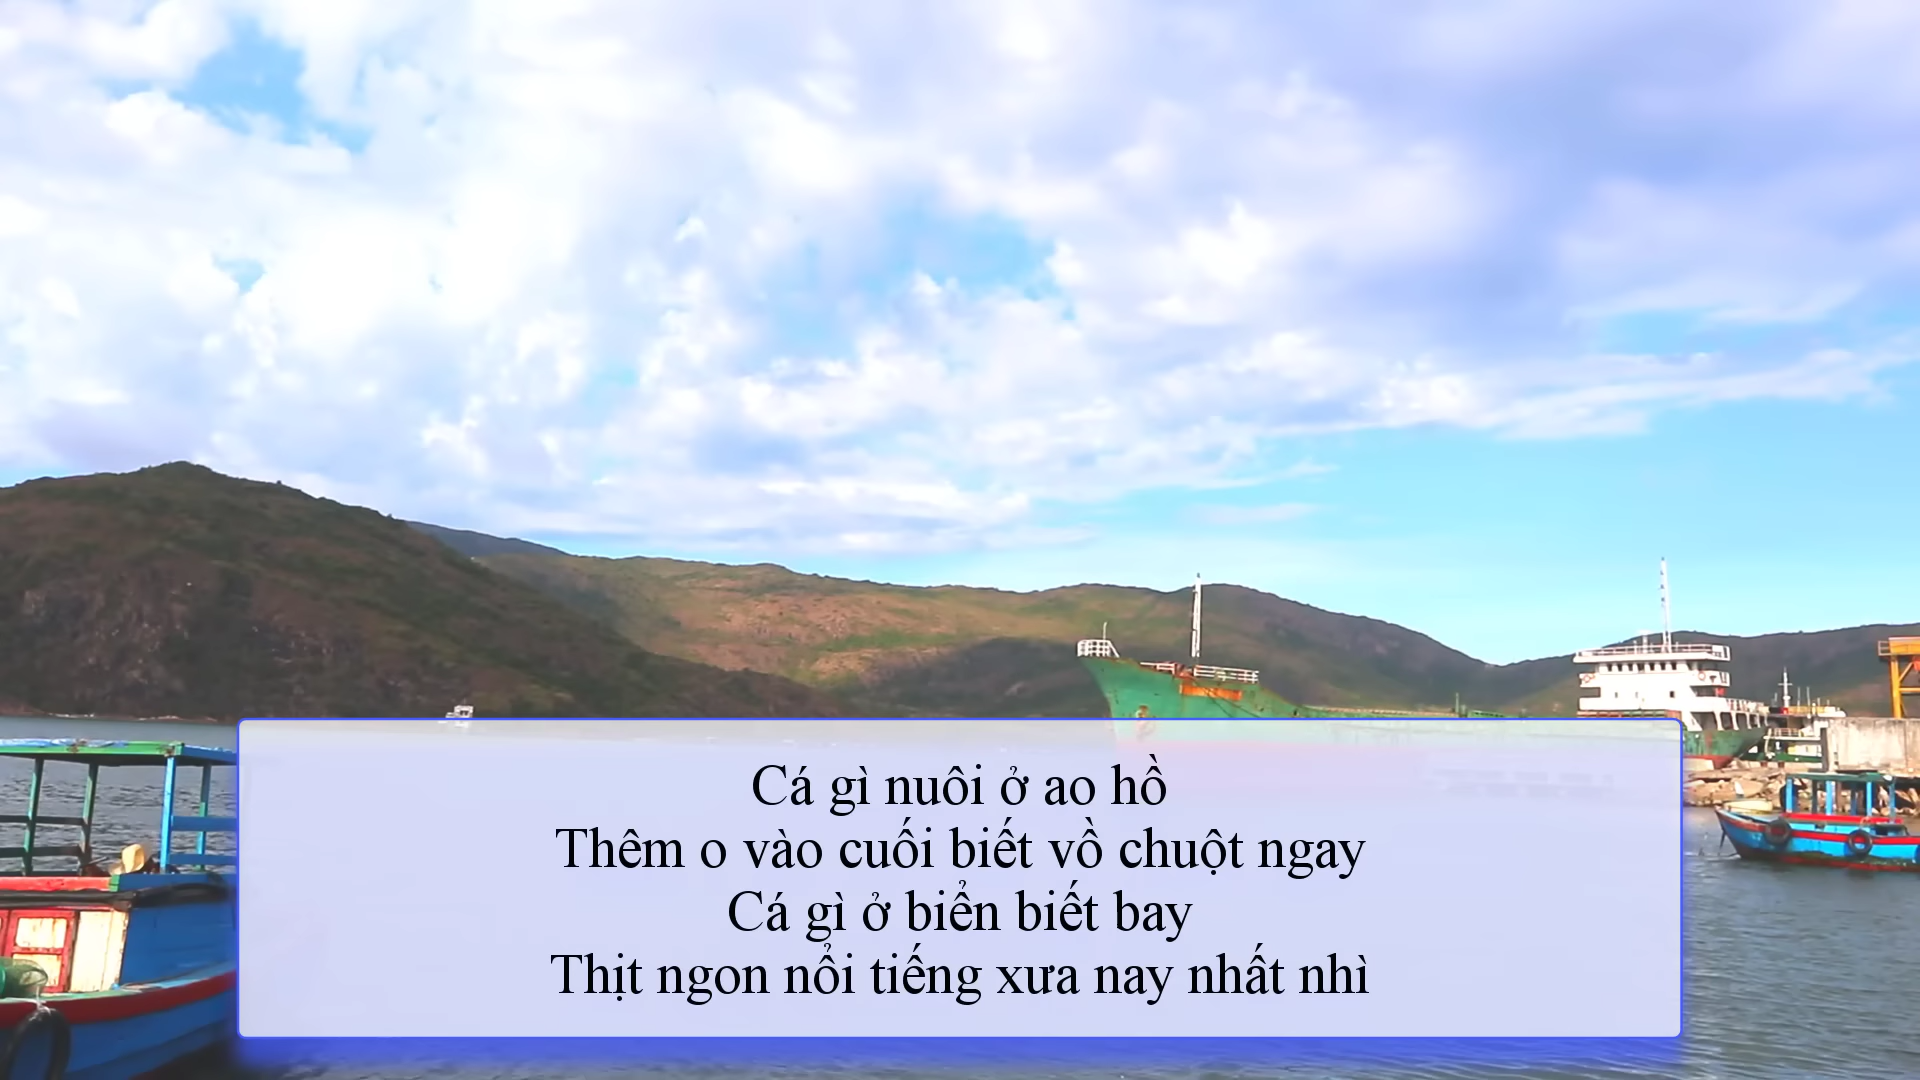 Cá gì nuôi ở ao hồ
Thêm o vào cuối biết vồ chuột ngay
Cá gì ở biển biết bay
Thịt ngon nổi tiếng xưa nay nhất nhì